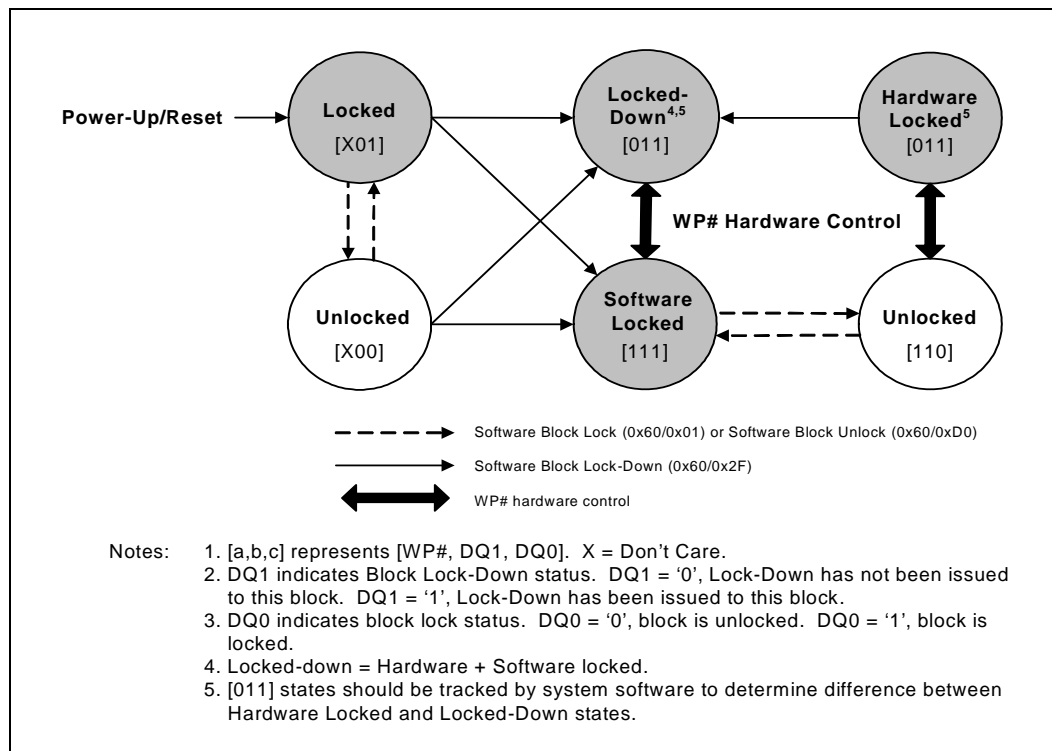 Power-Up/Reset
Locked
[X01]
Locked-
Down4,5
[011]
Hardware
Locked5
[011]
WP# Hardware Control
Unlocked
[X00]
Software
Locked
[111]
Unlocked
[110]
Software Block Lock (0x60/0x01) or Software Block Unlock (0x60/0xD0)
Software Block Lock-Down (0x60/0x2F)
WP# hardware control
Notes: 1. [a,b,c] represents [WP#, DQ1, DQ0]. X = Don’t Care.
2. DQ1 indicates Block Lock-Down status. DQ1 = ‘0’, Lock-Down has not been issued
to this block. DQ1 = ‘1’, Lock-Down has been issued to this block.
3. DQ0 indicates block lock status. DQ0 = ‘0’, block is unlocked. DQ0 = ‘1’, block is
locked.
4. Locked-down = Hardware + Software locked.
5. [011] states should be tracked by system software to determine difference between
Hardware Locked and Locked-Down states.